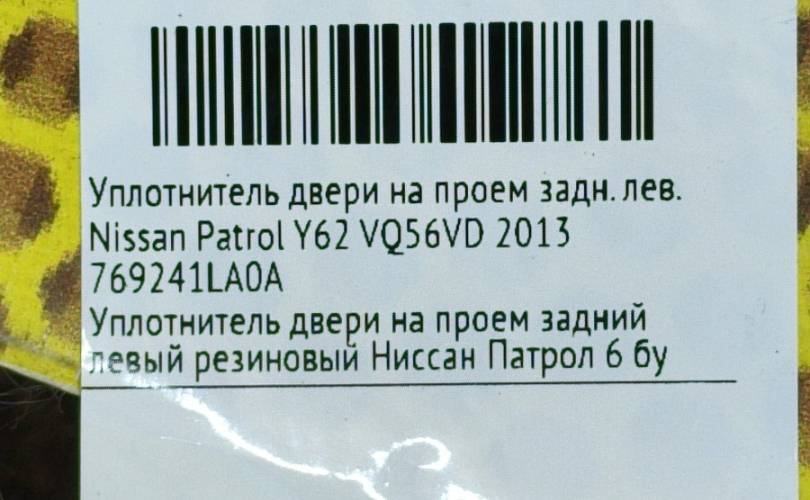 Уплотнитель двери на проем задн. лев.
Nissan Patrol Y62 VQ56VD 2013
769241LA0A
Уплотнитель двери на проем задний
левый резиновый Ниссан Патрол 6 бу